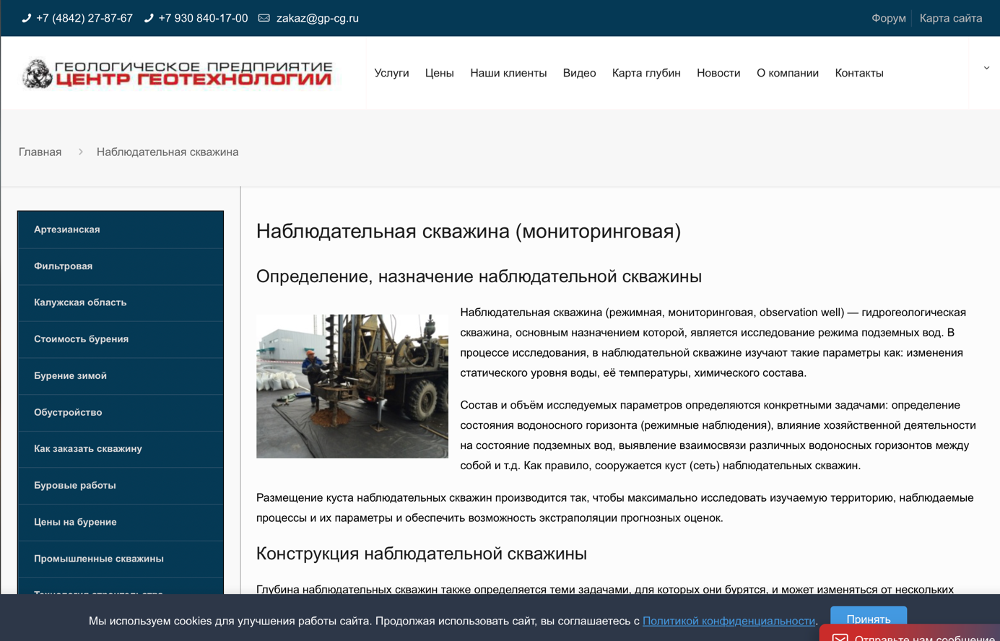 +7 (4842) 27-87-67 +7 930 840-17-00 zakaz@gp-cg.ru Форум Карта сайта
ГЕОЛОГИЧЕСКОЕ ПРЕДПРИЯТИЕ
ЦЕНТР ГЕОТЕХНОЛОГИИ
Услуги Цены Наши клиенты Видео Карта глубин Новости О компании Контакты
Главная Наблюдательная скважина
Артезианская
Фильтровая
Калужская область
Стоимость бурения
Бурение зимой
Обустройство
Как заказать скважину
Буровые работы
Цены на бурение
Промышленные скважины
Технология строительства
Наблюдательная скважина (мониторинговая)
Определение, назначение наблюдательной скважины
Наблюдательная скважина (режимная, мониторинговая, observation well) — гидрогеологическая
скважина, основным назначением которой, является исследование режима подземных вод. В
процессе исследования, в наблюдательной скважине изучают такие параметры как: изменения
статического уровня воды, её температуры, химического состава.
Состав и объём исследуемых параметров определяются конкретными задачами: определение
состояния водоносного горизонта (режимные наблюдения), влияние хозяйственной деятельности
на состояние подземных вод, выявление взаимосвязи различных водоносных горизонтов между
собой и т.д. Как правило, сооружается куст (сеть) наблюдательных скважин.
Размещение куста наблюдательных скважин производится так, чтобы максимально исследовать изучаемую территорию, наблюдаемые
процессы и их параметры и обеспечить возможность экстраполяции прогнозных оценок.
Конструкция наблюдательной скважины
Глубина наблюдательных скважин также определяется теми задачами, для которых они бурятся, и может изменяться от нескольких
Мы используем cookies для улучшения работы сайта. Продолжая использовать сайт, вы соглашаетесь с Политикой конфиденциальности.
Принять
Отправьте нам сообщение